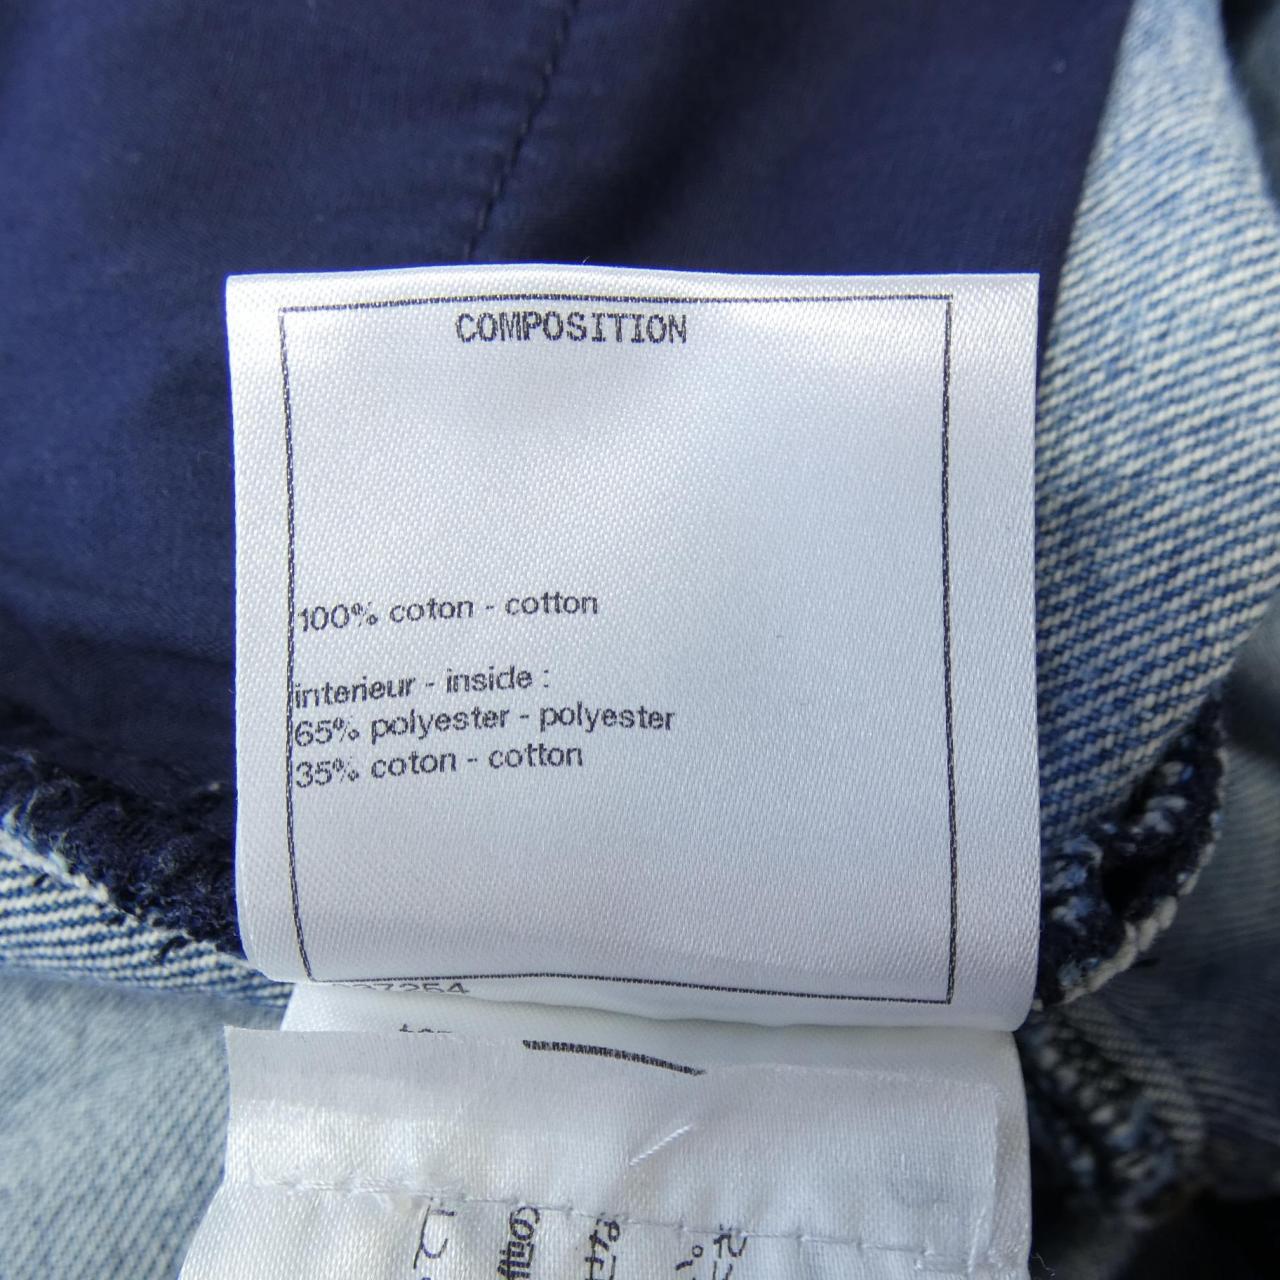 COMPOSITION
100% coton - cotton
interieur - inside :
65% polyester - polyester
35% coton - cotton